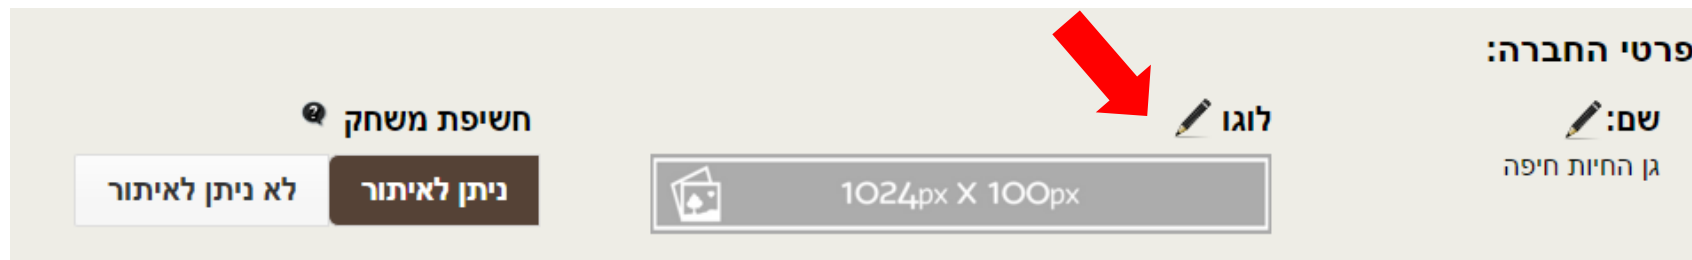 פרטי החברה:
שם:
גן החיות חיפה
לוגו
1024px X 100px
חשיפת משחק
ניתן לאיתור
לא ניתן לאיתור